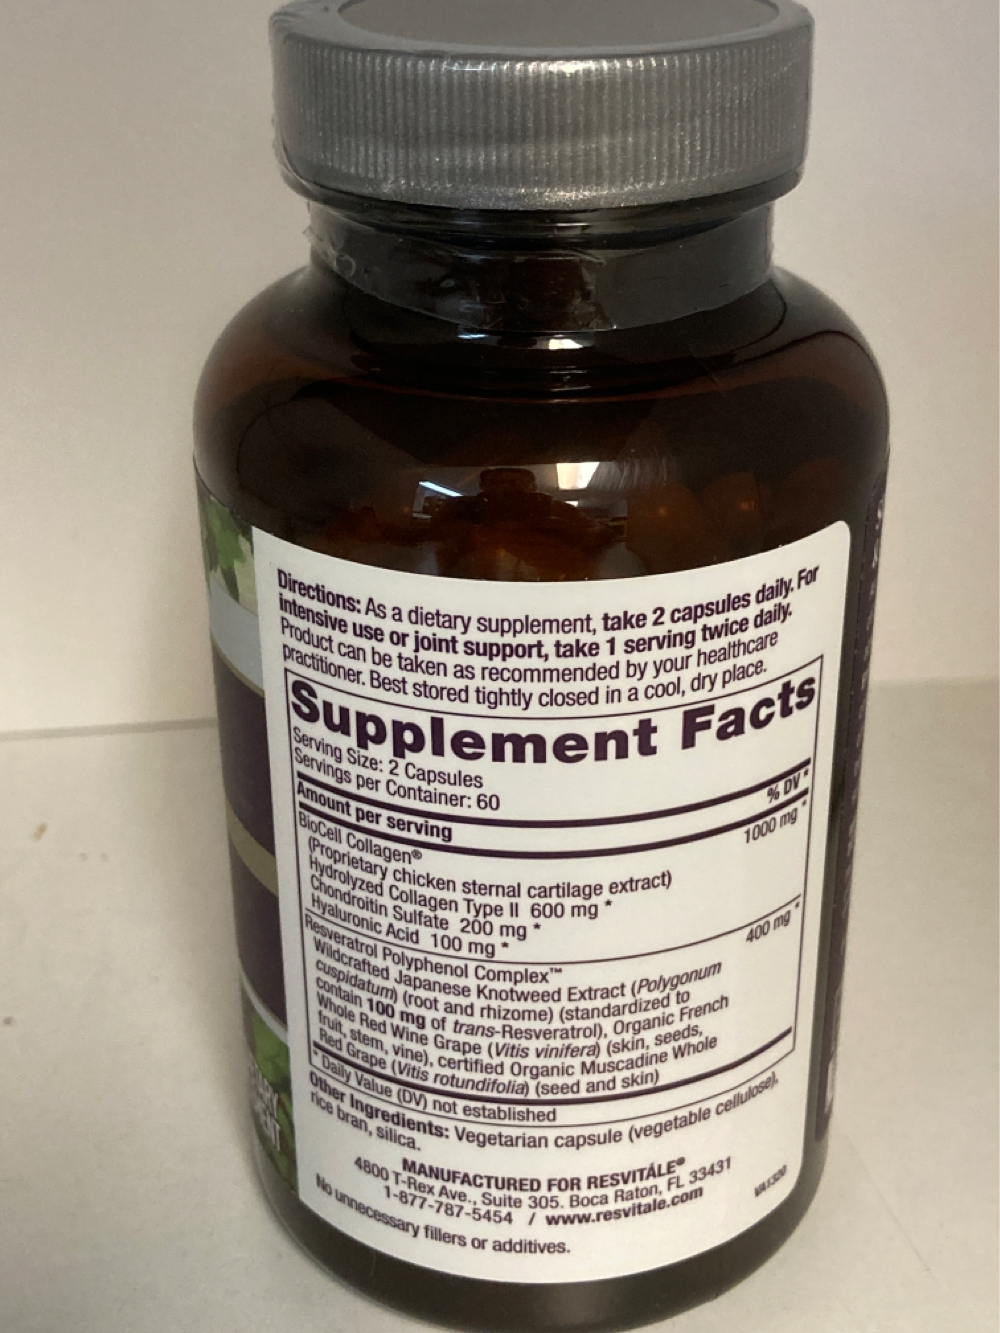 Directions: As a dietary supplement, take 2 capsules daily. For
intensive use or joint support, take 1 serving twice daily.
Product can be taken as recommended by your healthcare
practitioner. Best stored tightly closed in a cool, dry place.
Supplement Facts
Serving Size: 2 Capsules
Servings per Container: 60
Amount per serving % DV *
BioCell Collagen® 1000 mg *
(Proprietary chicken sternal cartilage extract)
Hydrolyzed Collagen Type II 600 mg *
Chondroitin Sulfate 200 mg *
Hyaluronic Acid 100 mg *
Resveratrol Polyphenol Complex™ 400 mg *
Wildcrafted Japanese Knotweed Extract (Polygonum
cuspidatum) (root and rhizome) (standardized to
contain 100 mg of trans-Resveratrol), Organic French
Whole Red Wine Grape (Vitis vinifera) (skin, seeds,
fruit, stem, vine), certified Organic Muscadine Whole
Red Grape (Vitis rotundifolia) (seed and skin)
* Daily Value (DV) not established
Other Ingredients: Vegetarian capsule (vegetable cellulose),
rice bran, silica.
MANUFACTURED FOR RESVITÁLE®
4800 T-Rex Ave., Suite 305. Boca Raton, FL 33431
1-877-787-5454 / www.resvitale.com
No unnecessary fillers or additives.